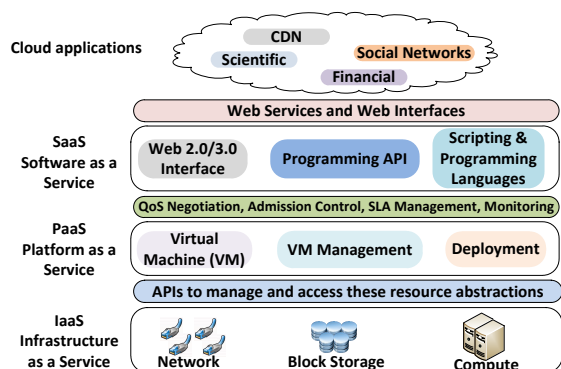 Cloud applications
CDN
Scientific
Social Networks
Financial
Web Services and Web Interfaces
SaaS
Software as a
Service
Web 2.0/3.0
Interface
Programming API
Scripting &
Programming
Languages
QoS Negotiation, Admission Control, SLA Management, Monitoring
PaaS
Platform as a
Service
Virtual
Machine (VM)
VM Management
Deployment
APIs to manage and access these resource abstractions
IaaS
Infrastructure
as a Service
Network
Block Storage
Compute